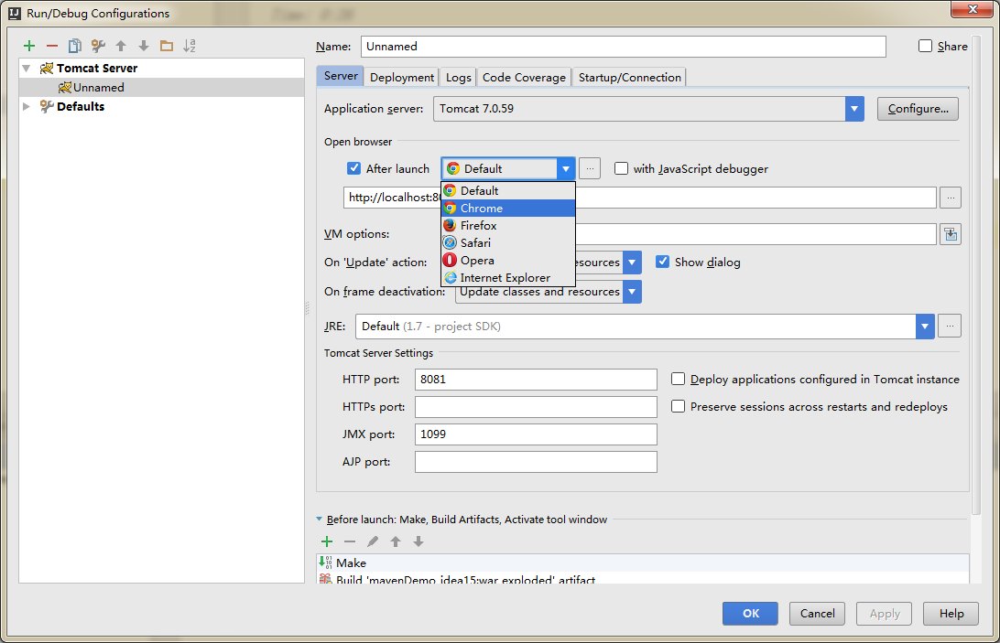 Run/Debug Configurations
Name: Unnamed Share
Tomcat Server
Unnamed
Defaults
Server Deployment Logs Code Coverage Startup/Connection
Application server: Tomcat 7.0.59 Configure...
Open browser
After launch Default ... with JavaScript debugger
Default
Chrome
Firefox
Safari
Opera
Internet Explorer
http://localhost:80 ...
VM options:
On 'Update' action: resources Show dialog
On frame deactivation: Update classes and resources
JRE: Default (1.7 - project SDK) ...
Tomcat Server Settings
HTTP port: 8081 Deploy applications configured in Tomcat instance
HTTPs port: Preserve sessions across restarts and redeploys
JMX port: 1099
AJP port:
Before launch: Make, Build Artifacts, Activate tool window
Make
Build 'mavenDemo_idea15:war exploded' artifact
OK Cancel Apply Help